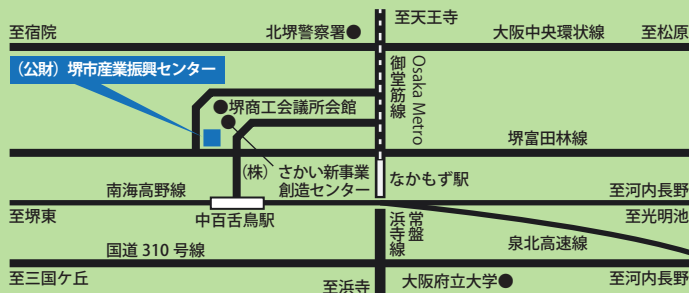 至天王寺
至宿院
北堺警察署●
大阪中央環状線
至松原
（公財）堺市産業振興センター
御堂筋線
Osaka Metro
●堺商工会議所会館
堺富田林線
（株）さかい新事業
創造センター
なかもず駅
南海高野線
至河内長野
至堺東
中百舌鳥駅
至光明池
常盤
浜寺線
国道 310 号線
泉北高速線
至三国ケ丘
至浜寺
大阪府立大学●
至河内長野